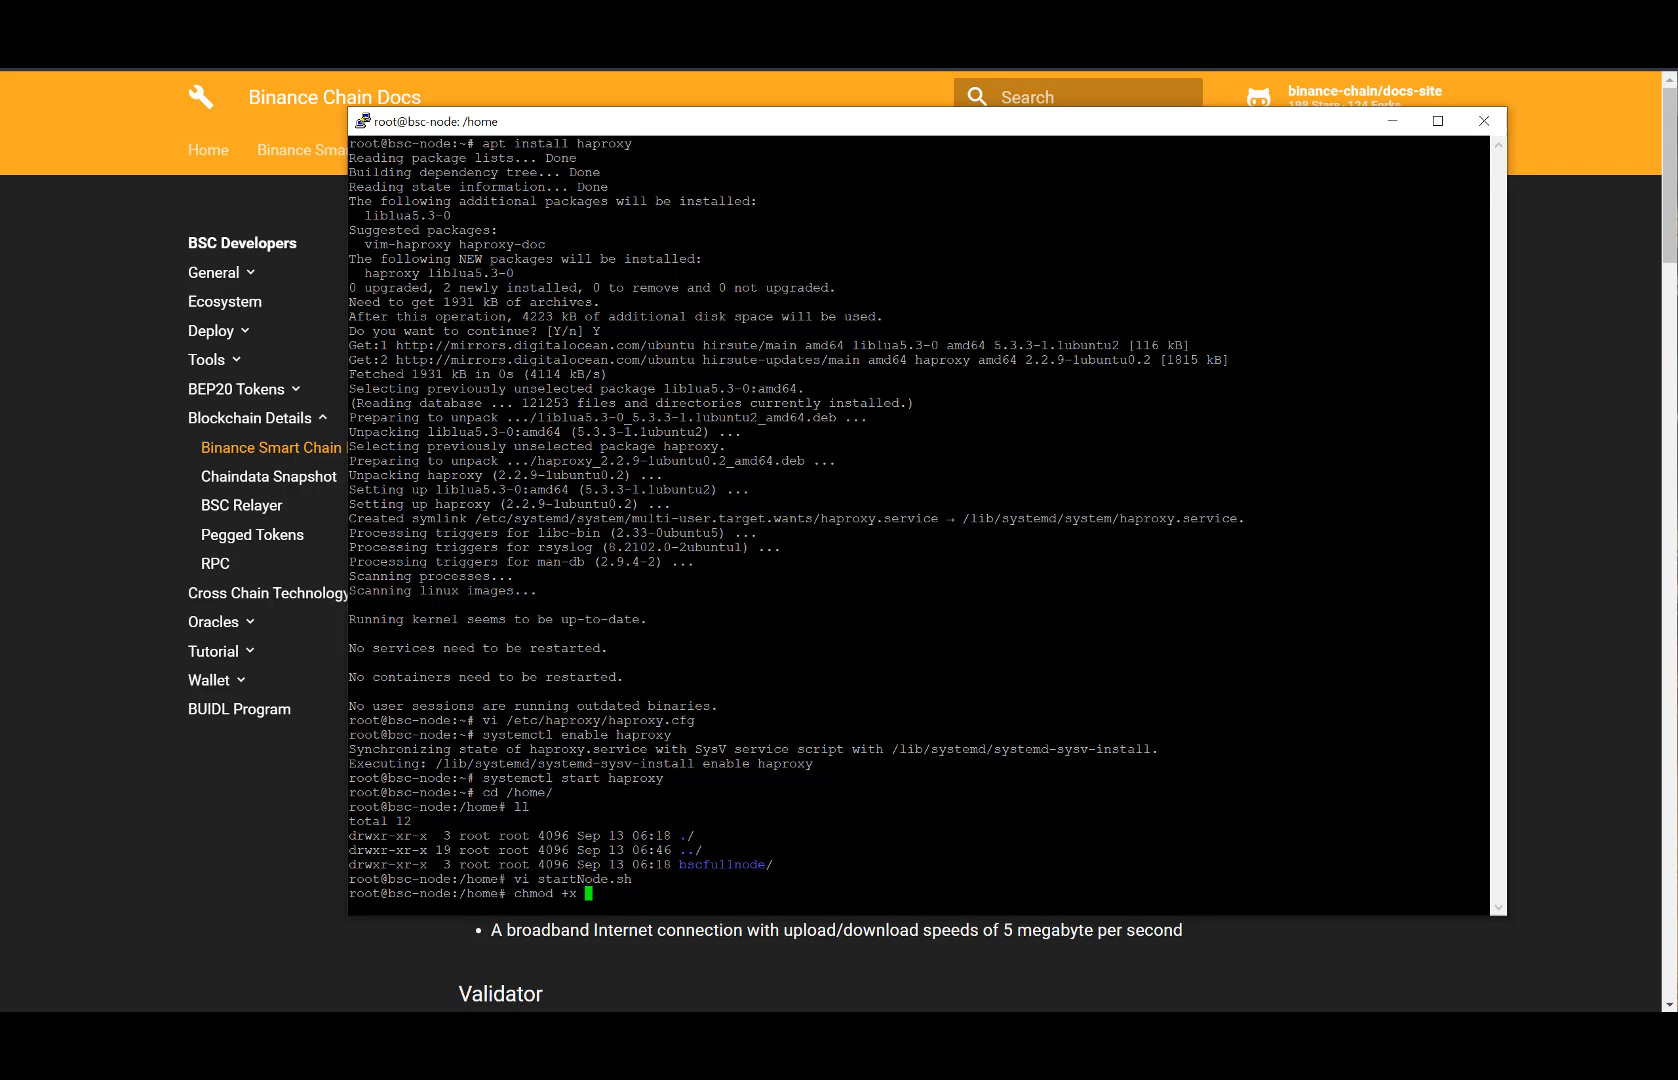 Binance Chain Docs
Search
binance-chain/docs-site
198 Stars · 124 Forks
Home
Binance Sma
root@bsc-node: /home
BSC Developers
General
Ecosystem
Deploy
Tools
BEP20 Tokens
Blockchain Details
Binance Smart Chain
Chaindata Snapshot
BSC Relayer
Pegged Tokens
RPC
Cross Chain Technology
Oracles
Tutorial
Wallet
BUIDL Program
root@bsc-node:~# apt install haproxy
Reading package lists... Done
Building dependency tree... Done
Reading state information... Done
The following additional packages will be installed:
liblua5.3-0
Suggested packages:
vim-haproxy haproxy-doc
The following NEW packages will be installed:
haproxy liblua5.3-0
0 upgraded, 2 newly installed, 0 to remove and 0 not upgraded.
Need to get 1931 kB of archives.
After this operation, 4223 kB of additional disk space will be used.
Do you want to continue? [Y/n] Y
Get:1 http://mirrors.digitalocean.com/ubuntu hirsute/main amd64 liblua5.3-0 amd64 5.3.3-1.1ubuntu2 [116 kB]
Get:2 http://mirrors.digitalocean.com/ubuntu hirsute-updates/main amd64 haproxy amd64 2.2.9-1ubuntu0.2 [1815 kB]
Fetched 1931 kB in 0s (4114 kB/s)
Selecting previously unselected package liblua5.3-0:amd64.
(Reading database ... 121253 files and directories currently installed.)
Preparing to unpack .../liblua5.3-0_5.3.3-1.1ubuntu2_amd64.deb ...
Unpacking liblua5.3-0:amd64 (5.3.3-1.1ubuntu2) ...
Selecting previously unselected package haproxy.
Preparing to unpack .../haproxy_2.2.9-1ubuntu0.2_amd64.deb ...
Unpacking haproxy (2.2.9-1ubuntu0.2) ...
Setting up liblua5.3-0:amd64 (5.3.3-1.1ubuntu2) ...
Setting up haproxy (2.2.9-1ubuntu0.2) ...
Created symlink /etc/systemd/system/multi-user.target.wants/haproxy.service → /lib/systemd/system/haproxy.service.
Processing triggers for libc-bin (2.33-0ubuntu5) ...
Processing triggers for rsyslog (8.2102.0-2ubuntu1) ...
Processing triggers for man-db (2.9.4-2) ...
Scanning processes...
Scanning linux images...
Running kernel seems to be up-to-date.
No services need to be restarted.
No containers need to be restarted.
No user sessions are running outdated binaries.
root@bsc-node:~# vi /etc/haproxy/haproxy.cfg
root@bsc-node:~# systemctl enable haproxy
Synchronizing state of haproxy.service with SysV service script with /lib/systemd/systemd-sysv-install.
Executing: /lib/systemd/systemd-sysv-install enable haproxy
root@bsc-node:~# systemctl start haproxy
root@bsc-node:~# cd /home/
root@bsc-node:/home# ll
total 12
drwxr-xr-x  3 root root 4096 Sep 13 06:18 ./
drwxr-xr-x 19 root root 4096 Sep 13 06:46 ../
drwxr-xr-x  3 root root 4096 Sep 13 06:18 bscfullnode/
root@bsc-node:/home# vi startNode.sh
root@bsc-node:/home# chmod +x
• A broadband Internet connection with upload/download speeds of 5 megabyte per second
Validator